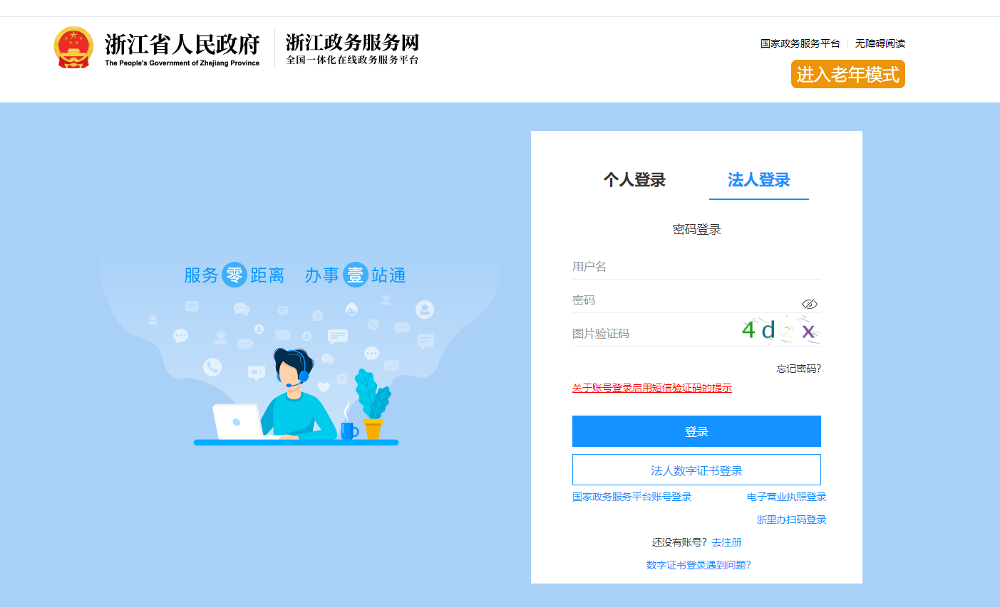 浙江省人民政府
The People's Government of Zhejiang Province
浙江政务服务网
全国一体化在线政务服务平台
国家政务服务平台 无障碍阅读
进入老年模式
服务零距离 办事壹站通
个人登录 法人登录
密码登录
用户名
密码
图片验证码
忘记密码?
关于账号登录启用短信验证码的提示
登录
法人数字证书登录
国家政务服务平台账号登录 电子营业执照登录
浙里办扫码登录
还没有账号? 去注册
数字证书登录遇到问题?